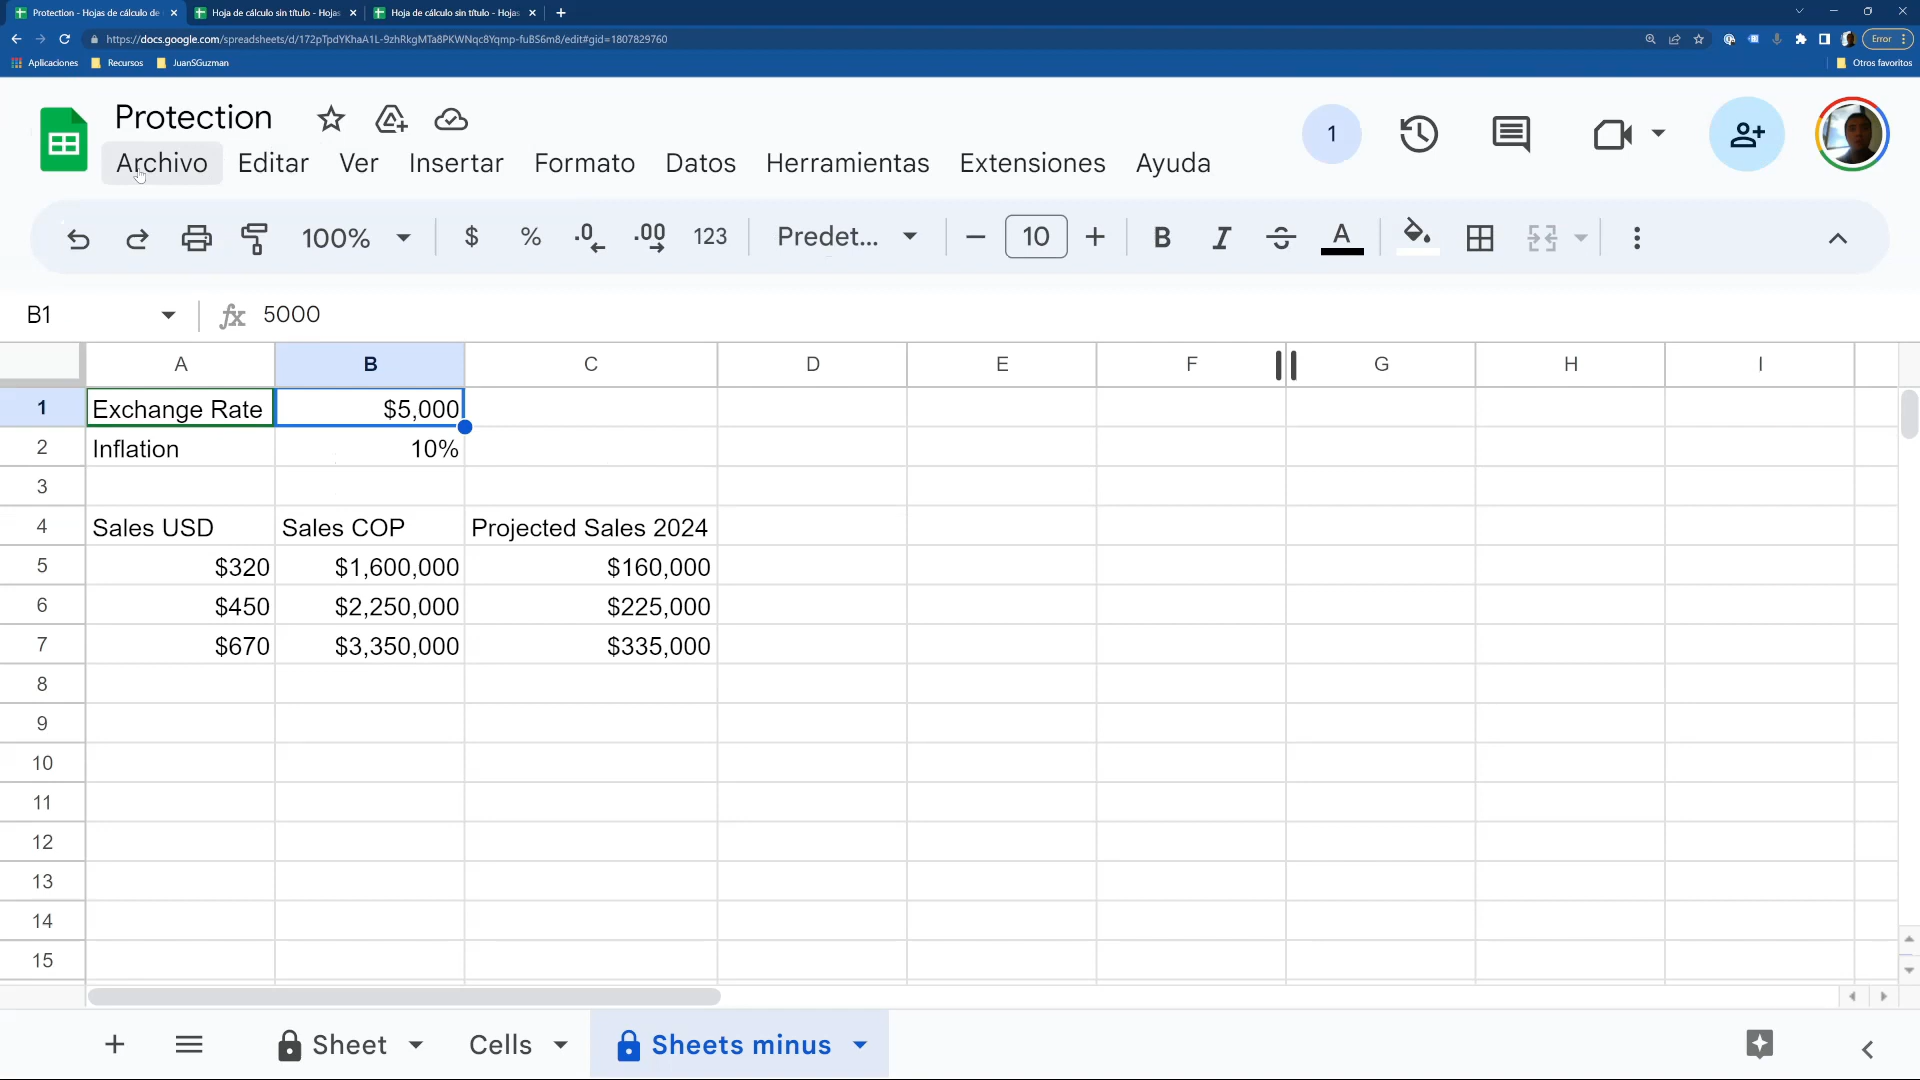 Protection - Hojas de cálculo de
Hoja de cálculo sin título - Hojas
Hoja de cálculo sin título - Hojas
https://docs.google.com/spreadsheets/d/172pTpdYKhaA1L-9zhRkgMTa8PKWNqc8Yqmp-fuBS6m8/edit#gid=1807829760
Error
Aplicaciones
Recursos
JuanSGuzman
Otros favoritos
Protection
1
Archivo
Editar
Ver
Insertar
Formato
Datos
Herramientas
Extensiones
Ayuda
100%
$
%
.0
.00
123
Predet...
10
B
I
S
A
B1
fx
5000
A
B
C
D
E
F
G
H
I
1
Exchange Rate
$5,000
2
Inflation
10%
3
4
Sales USD
Sales COP
Projected Sales 2024
5
$320
$1,600,000
$160,000
6
$450
$2,250,000
$225,000
7
$670
$3,350,000
$335,000
8
9
10
11
12
13
14
15
Sheet
Cells
Sheets minus